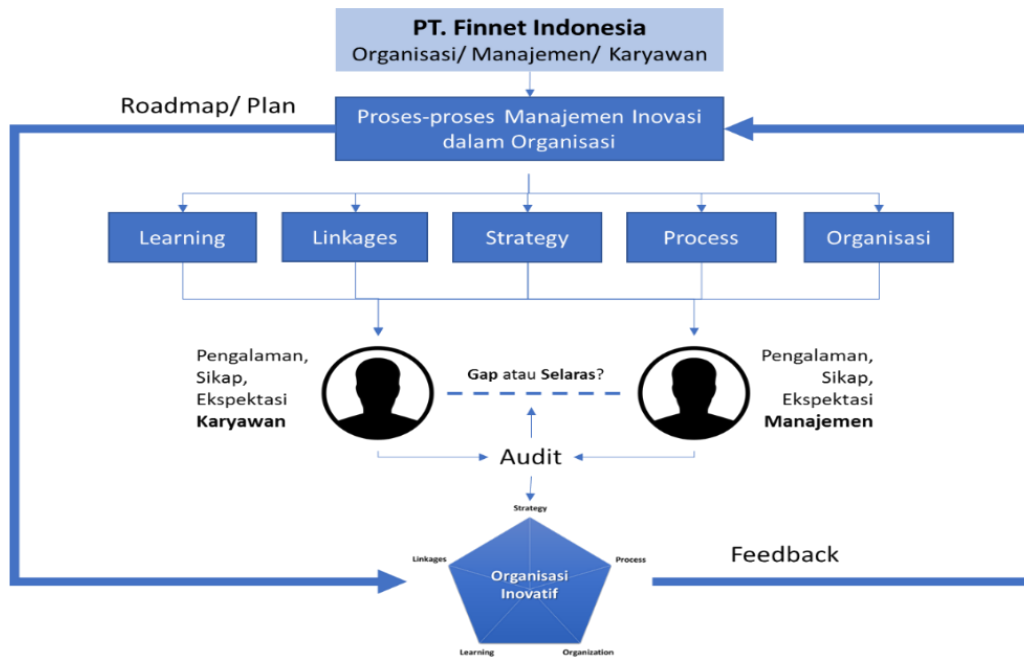 PT. Finnet Indonesia
Organisasi/ Manajemen/ Karyawan
Roadmap/ Plan
Proses-proses Manajemen Inovasi
dalam Organisasi
Learning
Linkages
Strategy
Process
Organisasi
Pengalaman,
Sikap,
Ekspektasi
Karyawan
Gap atau Selaras?
Pengalaman,
Sikap,
Ekspektasi
Manajemen
Audit
Strategy
Linkages
Process
Organisasi
Inovatif
Learning
Organization
Feedback